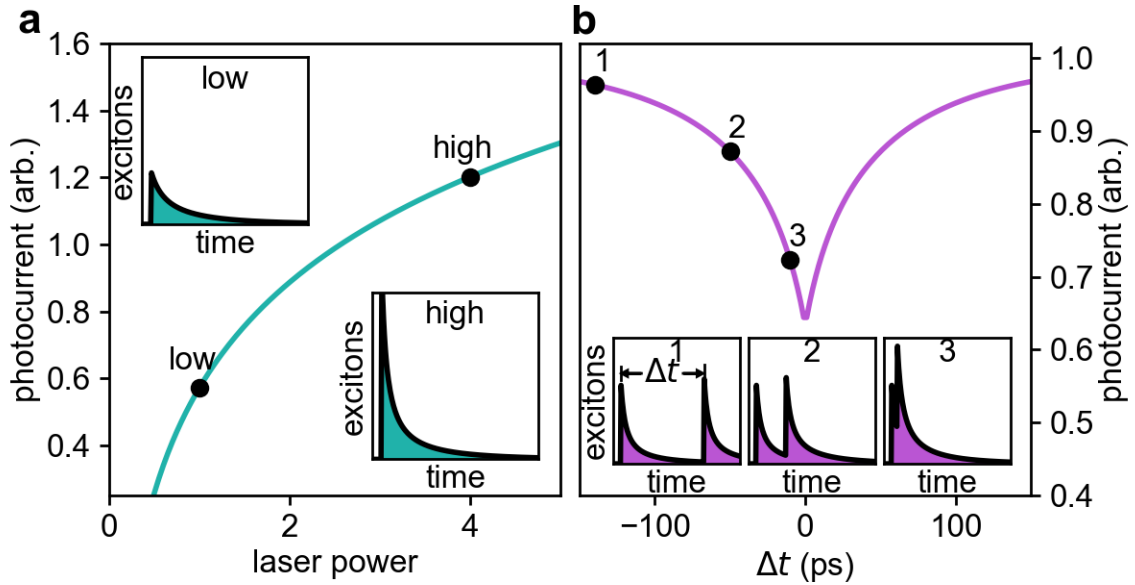 a
1.6
1.4
1.2
1.0
0.8
0.6
0.4
photocurrent (arb.)
0
2
4
laser power
low
high
low
excitons
time
high
excitons
time
b
1.0
0.9
0.8
0.7
0.6
0.5
0.4
photocurrent (arb.)
−100
0
100
Δt (ps)
1
2
3
1
Δt
excitons
time
2
time
3
time